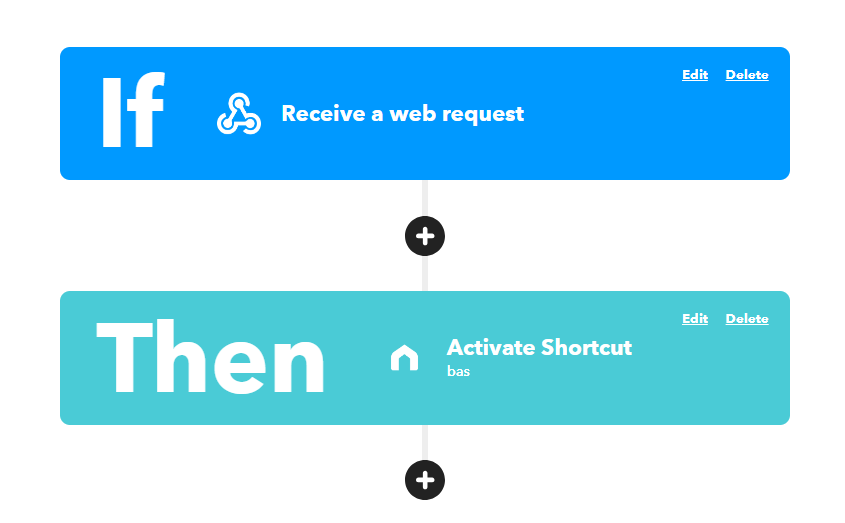 If
Receive a web request
Edit Delete
Then
Activate Shortcut
bas
Edit Delete